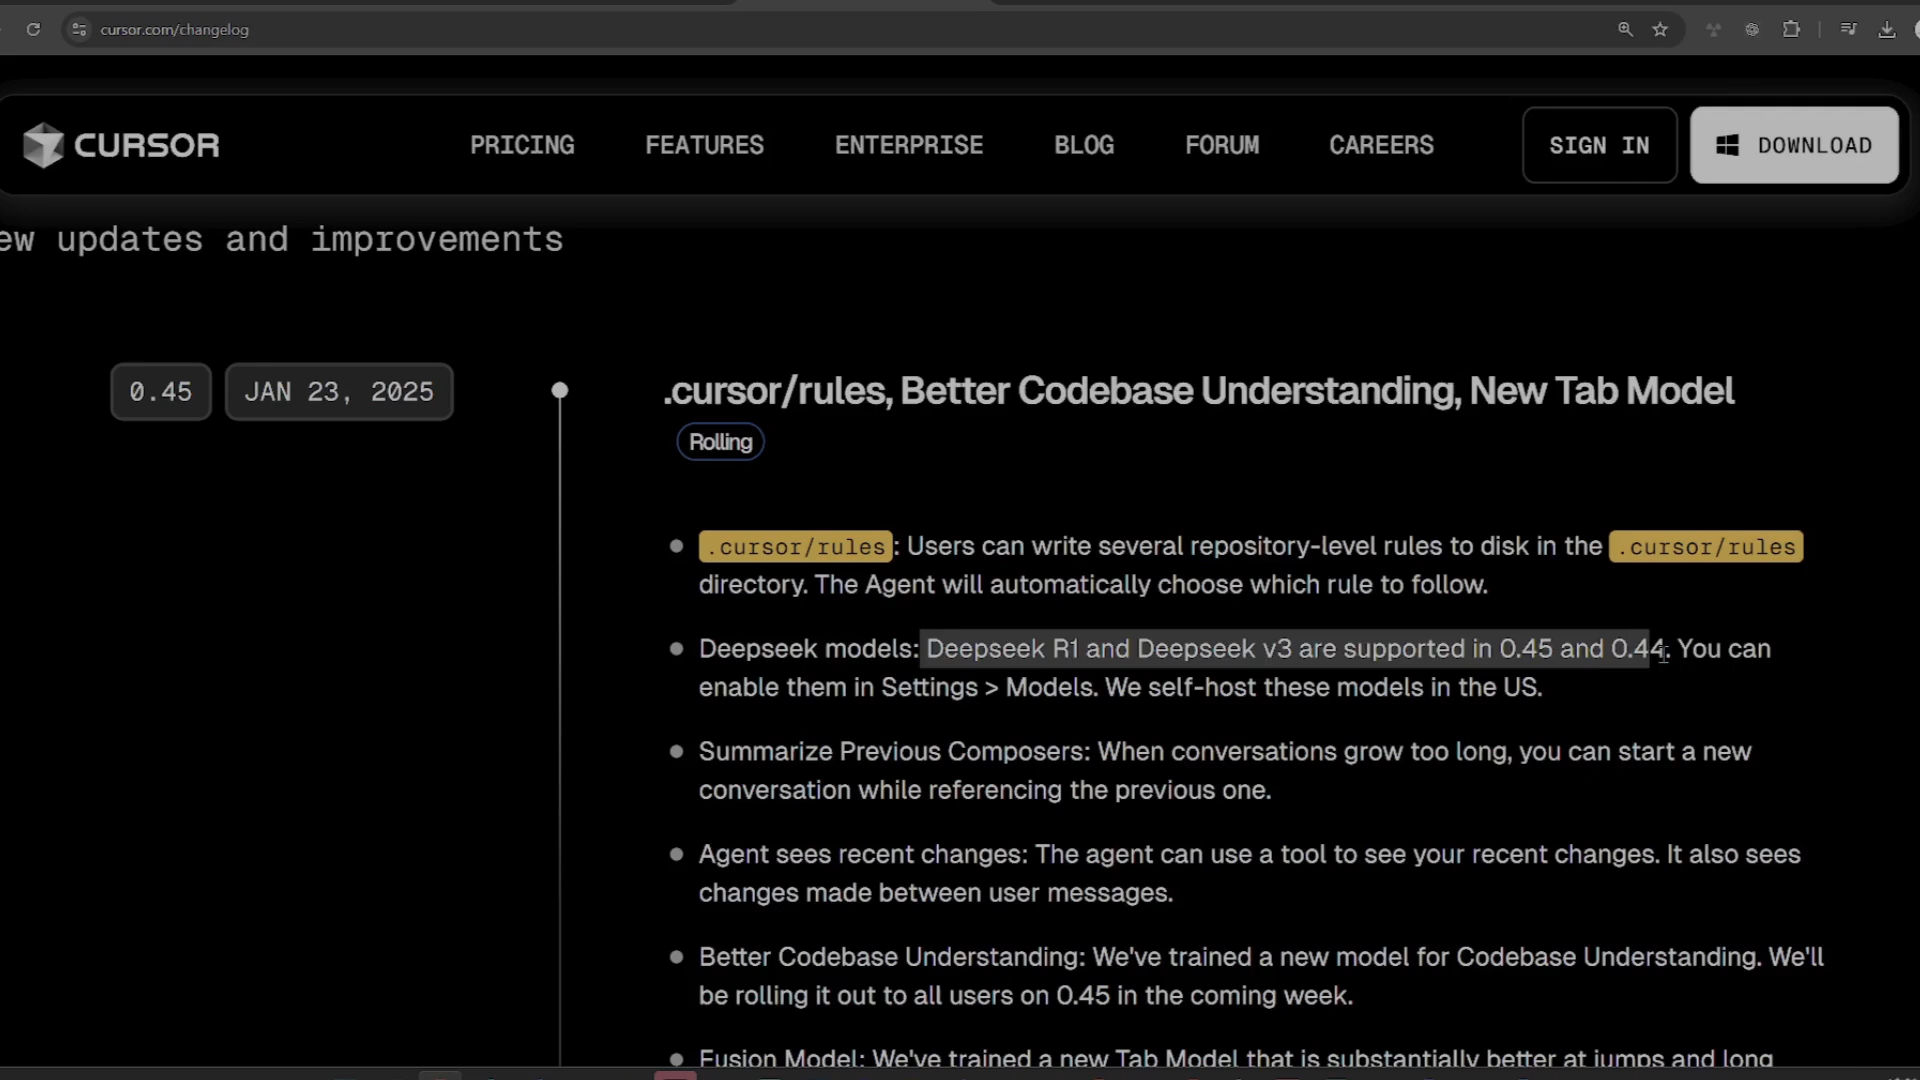 cursor.com/changelog
CURSOR
PRICING
FEATURES
ENTERPRISE
BLOG
FORUM
CAREERS
SIGN IN
DOWNLOAD
ew updates and improvements
0.45
JAN 23, 2025
.cursor/rules, Better Codebase Understanding, New Tab Model
Rolling
.cursor/rules: Users can write several repository-level rules to disk in the .cursor/rules
directory. The Agent will automatically choose which rule to follow.
Deepseek models: Deepseek R1 and Deepseek v3 are supported in 0.45 and 0.44. You can
enable them in Settings > Models. We self-host these models in the US.
Summarize Previous Composers: When conversations grow too long, you can start a new
conversation while referencing the previous one.
Agent sees recent changes: The agent can use a tool to see your recent changes. It also sees
changes made between user messages.
Better Codebase Understanding: We've trained a new model for Codebase Understanding. We'll
be rolling it out to all users on 0.45 in the coming week.
Fusion Model: We've trained a new Tab Model that is substantially better at jumps and long